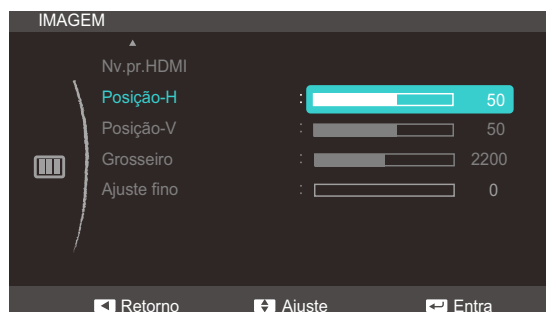 IMAGEM
Nv.pr.HDMI
Posição-H : 50
Posição-V : 50
Grosseiro : 2200
Ajuste fino : 0
Retorno Ajuste Entra